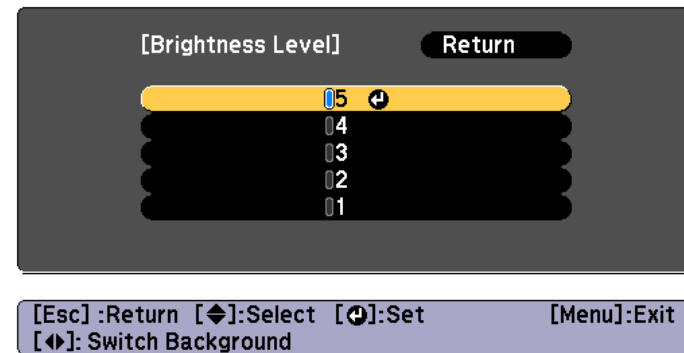 [Brightness Level] Return
5
4
3
2
1
[Esc] :Return [◆]:Select [↵]:Set [Menu]:Exit
[◀▶]: Switch Background